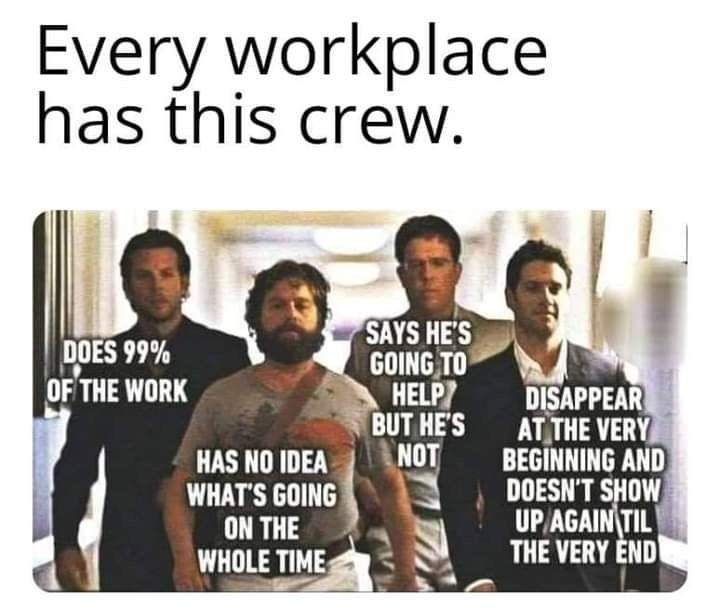 Every workplace
has this crew.
DOES 99%
OF THE WORK
HAS NO IDEA
WHAT'S GOING
ON THE
WHOLE TIME
SAYS HE'S
GOING TO
HELP
BUT HE'S
NOT
DISAPPEAR
AT THE VERY
BEGINNING AND
DOESN'T SHOW
UP AGAIN TIL
THE VERY END